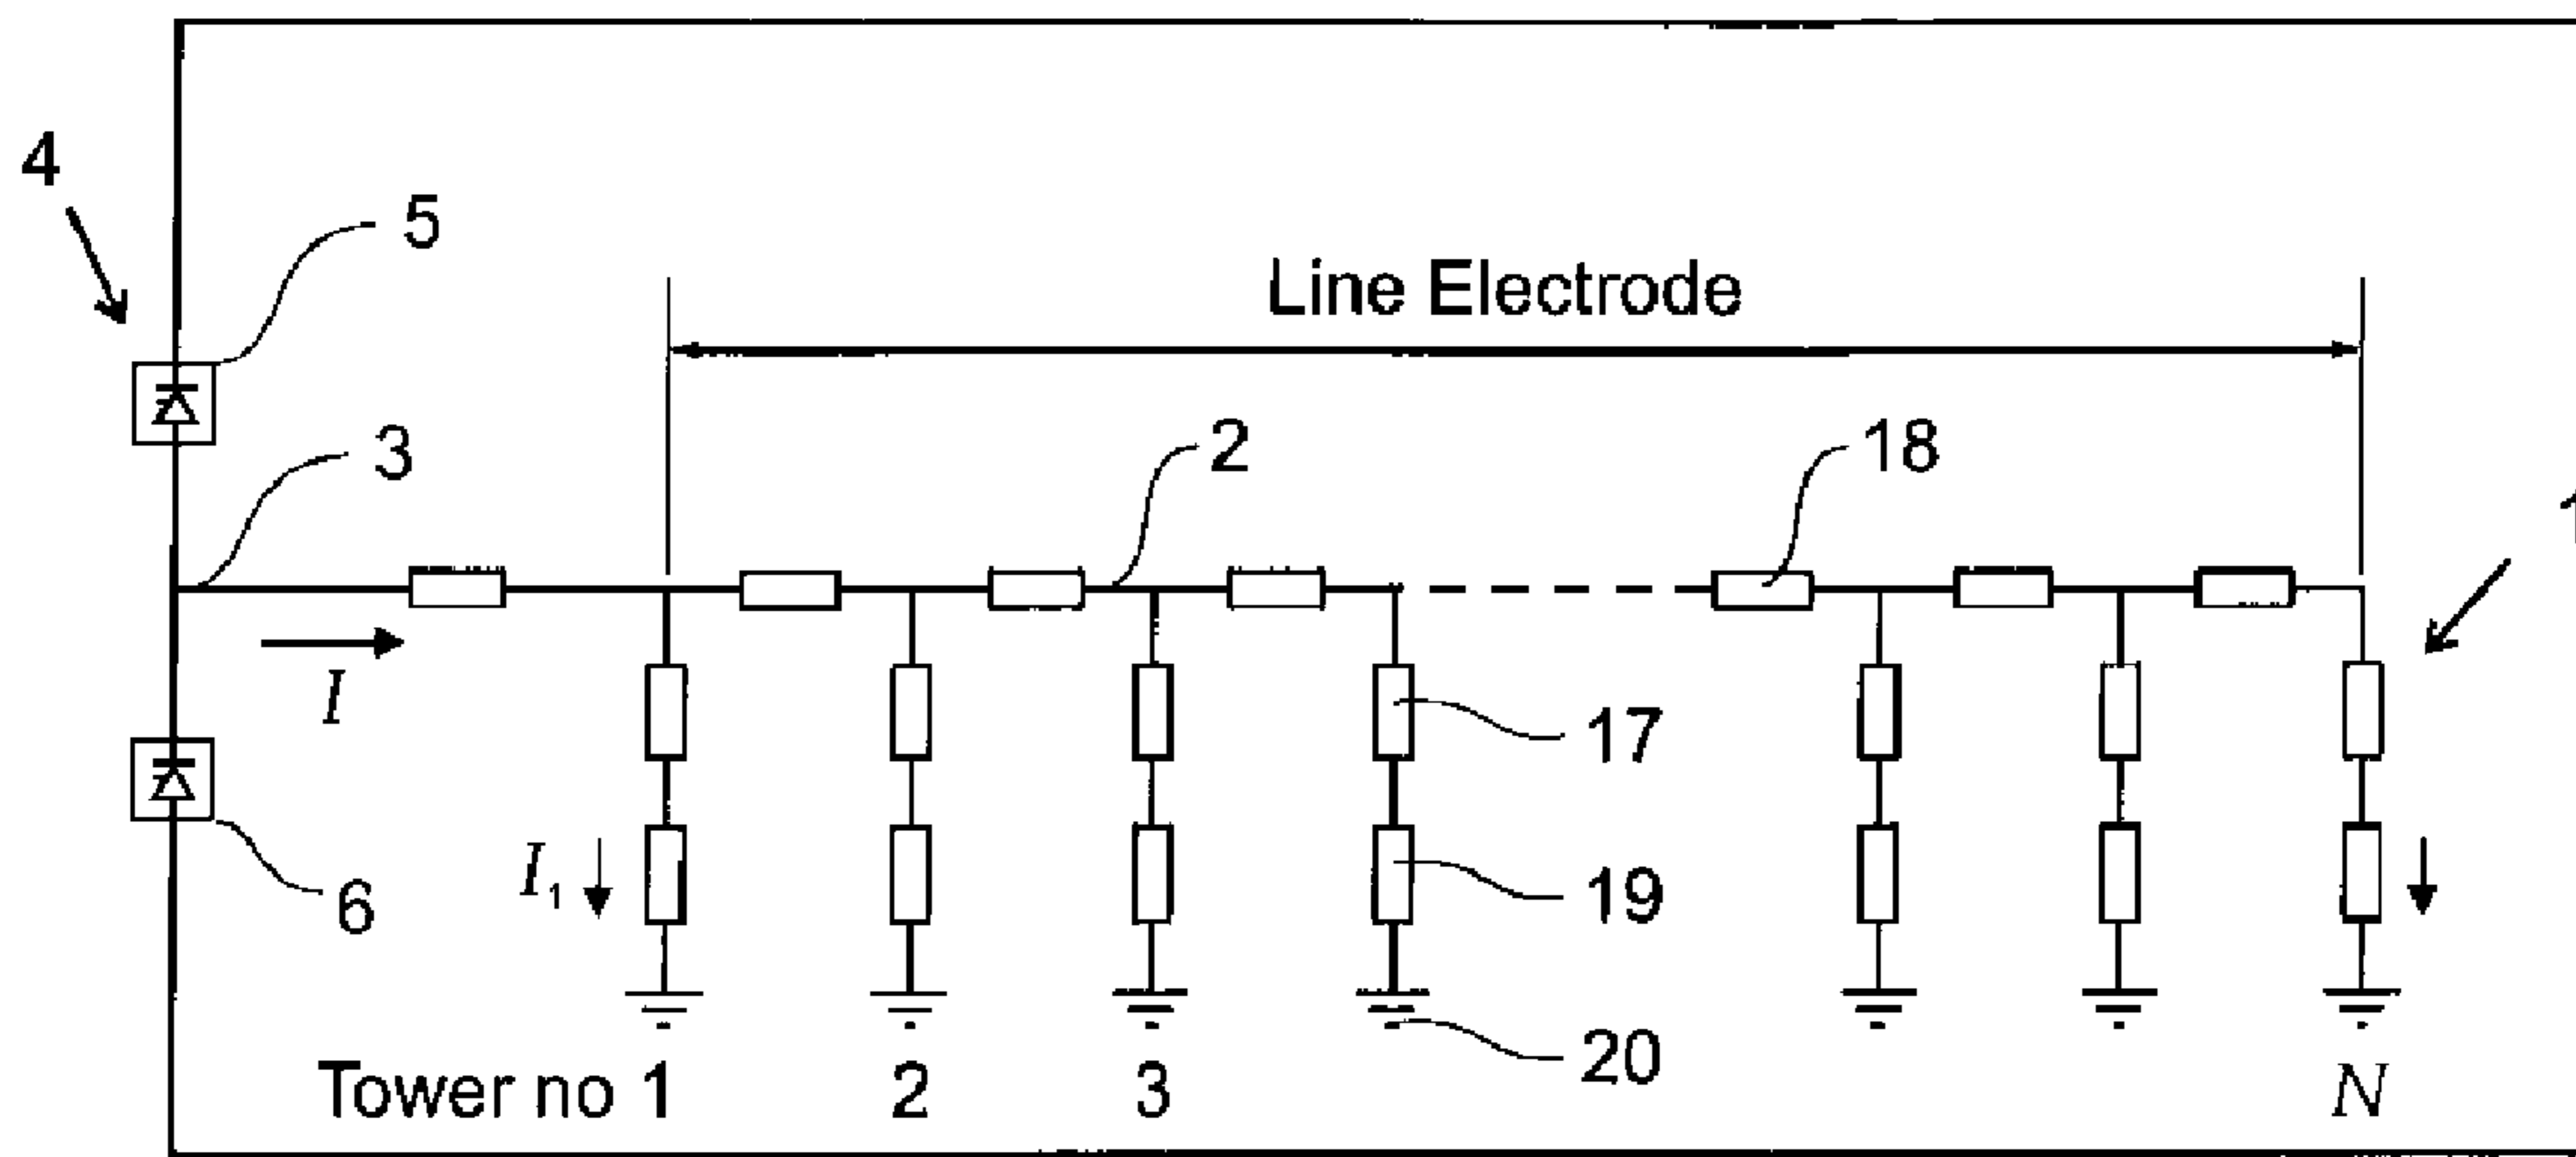 4
5
Line Electrode
3
2
18
1
I
17
I₁
19
6
20
Tower no 1 2 3 N